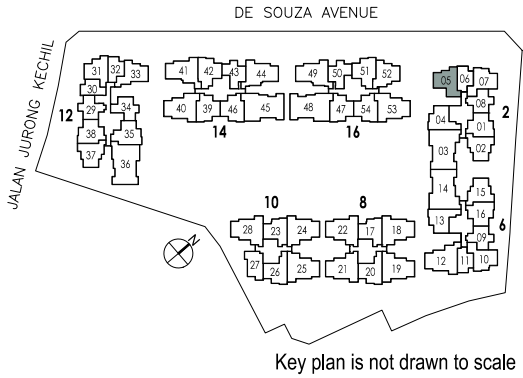 DE SOUZA AVENUE
JALAN JURONG KECHIL
31 32 33
30
29 34
38 35
37 36
12
41 42 43 44
40 39 46 45
14
49 50 51 52
48 47 54 53
16
05 06 07
08
04 01
03 02
2
14 15
13 16
09
12 11 10
6
10
28 23 24
27 26 25
8
22 17 18
21 20 19
N
Key plan is not drawn to scale